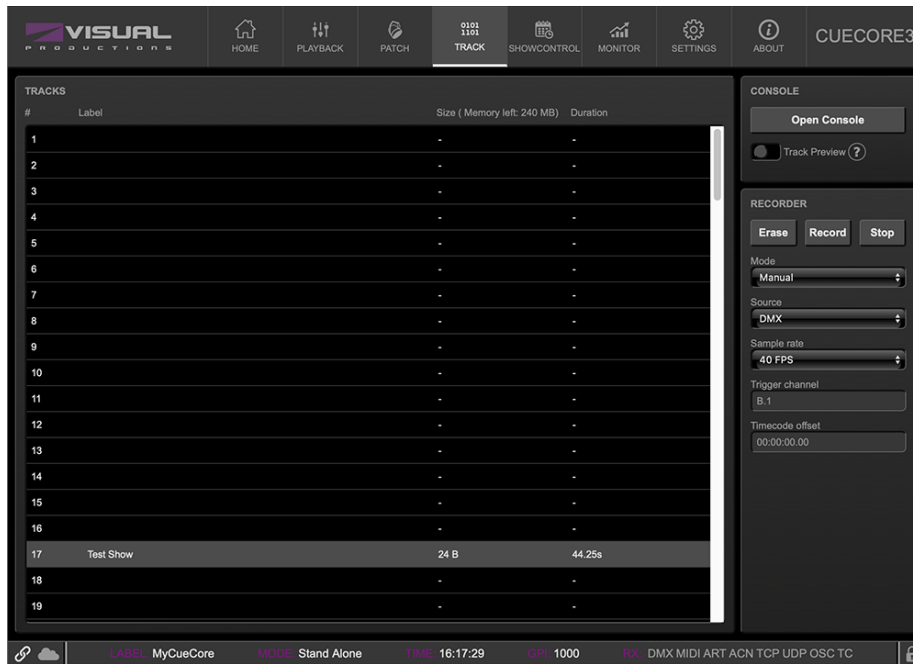 VISUAL
PRODUCTIONS
HOME
PLAYBACK
PATCH
0101
1101
TRACK
SHOWCONTROL
MONITOR
SETTINGS
ABOUT
CUECORE3
TRACKS
# Label Size ( Memory left: 240 MB) Duration
1 - -
2 - -
3 - -
4 - -
5 - -
6 - -
7 - -
8 - -
9 - -
10 - -
11 - -
12 - -
13 - -
14 - -
15 - -
16 - -
17 Test Show 24 B 44.25s
18 - -
19 - -
CONSOLE
Open Console
Track Preview ?
RECORDER
Erase Record Stop
Mode
Manual
Source
DMX
Sample rate
40 FPS
Trigger channel
B.1
Timecode offset
00:00:00.00
LABEL: MyCueCore MODE: Stand Alone TIME: 16:17:29 GPI: 1000 RX: DMX MIDI ART ACN TCP UDP OSC TC